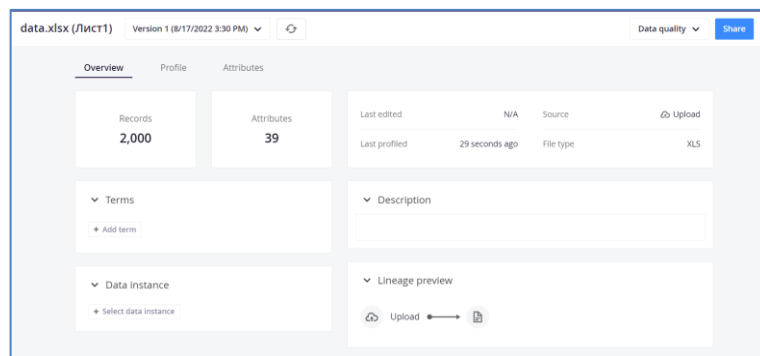 data.xlsx (Лист1) Version 1 (8/17/2022 3:30 PM) Data quality Share
Overview Profile Attributes
Records
2,000
Attributes
39
Last edited N/A Source Upload
Last profiled 29 seconds ago File type XLS
Terms
+ Add term
Description
Data instance
+ Select data instance
Lineage preview
Upload